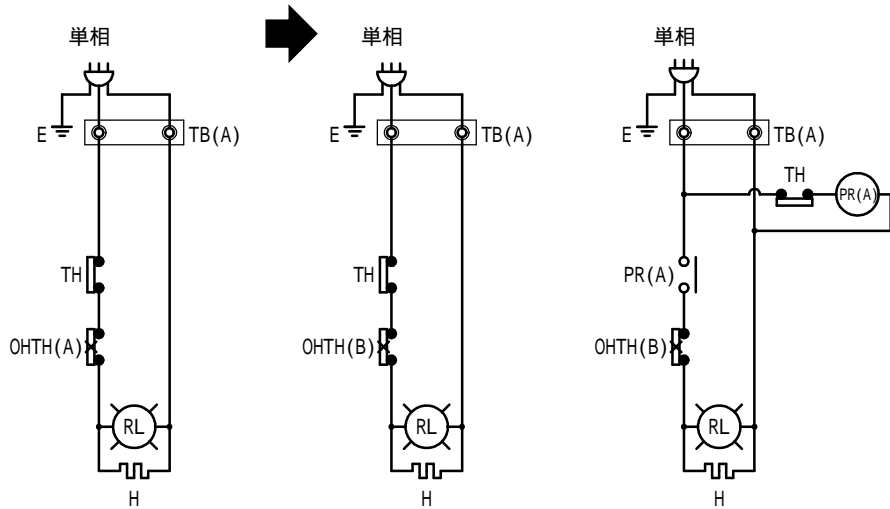 単相
E
TB(A)
TH
OHTH(A)
RL
H
単相
E
TB(A)
TH
OHTH(B)
RL
H
単相
E
TB(A)
TH
PR(A)
PR(A)
OHTH(B)
RL
H